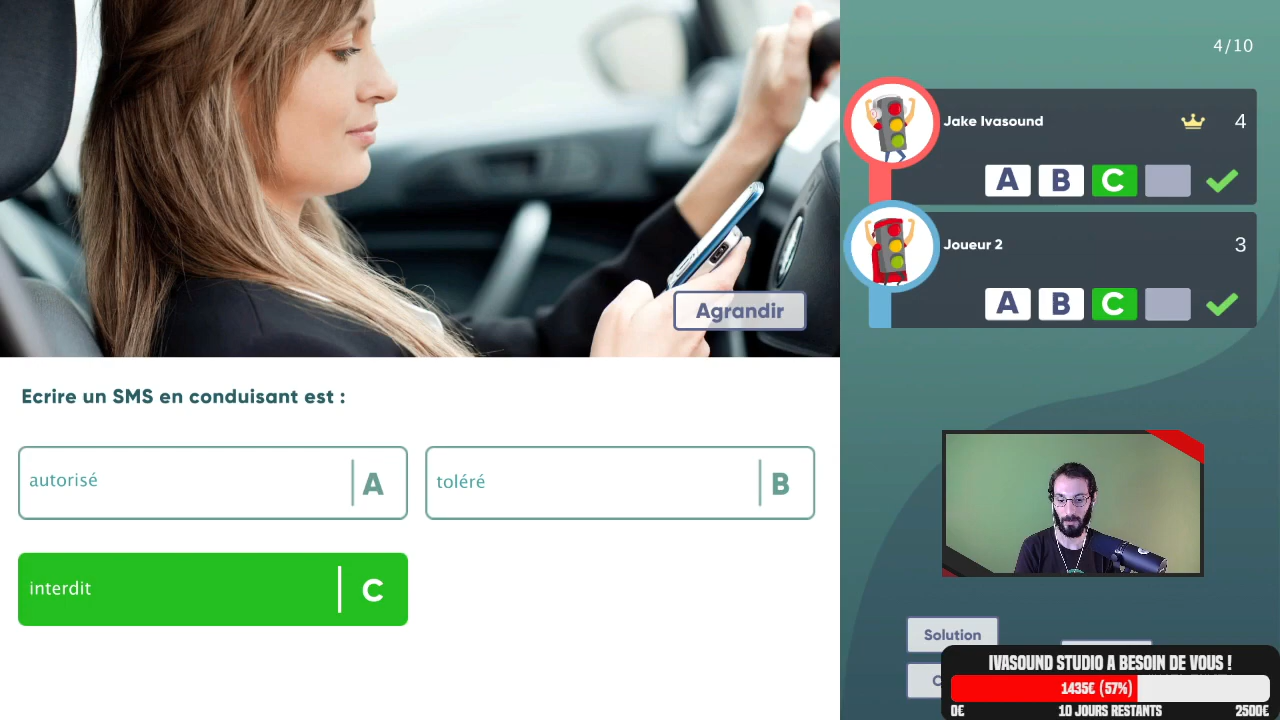 4/10
Jake Ivasound
4
A B C
Joueur 2
3
A B C
Agrandir
Ecrire un SMS en conduisant est :
autorisé
A
toléré
B
interdit
C
Solution
IVASOUND STUDIO A BESOIN DE VOUS !
1435€ (57%)
0€
10 JOURS RESTANTS
2500€